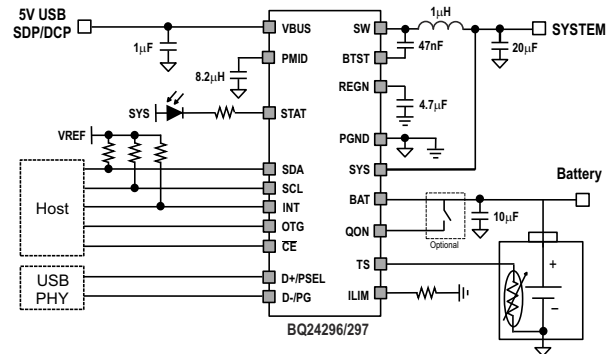 5V USB
SDP/DCP
VBUS
SW
1μH
SYSTEM
1μF
47nF
20μF
PMID
BTST
8.2μH
REGN
4.7μF
SYS
STAT
VREF
PGND
SDA
SYS
SCL
BAT
Battery
Host
INT
10μF
OTG
QON
Optional
CE
TS
+
USB
PHY
D+/PSEL
D-/PG
ILIM
−
BQ24296/297